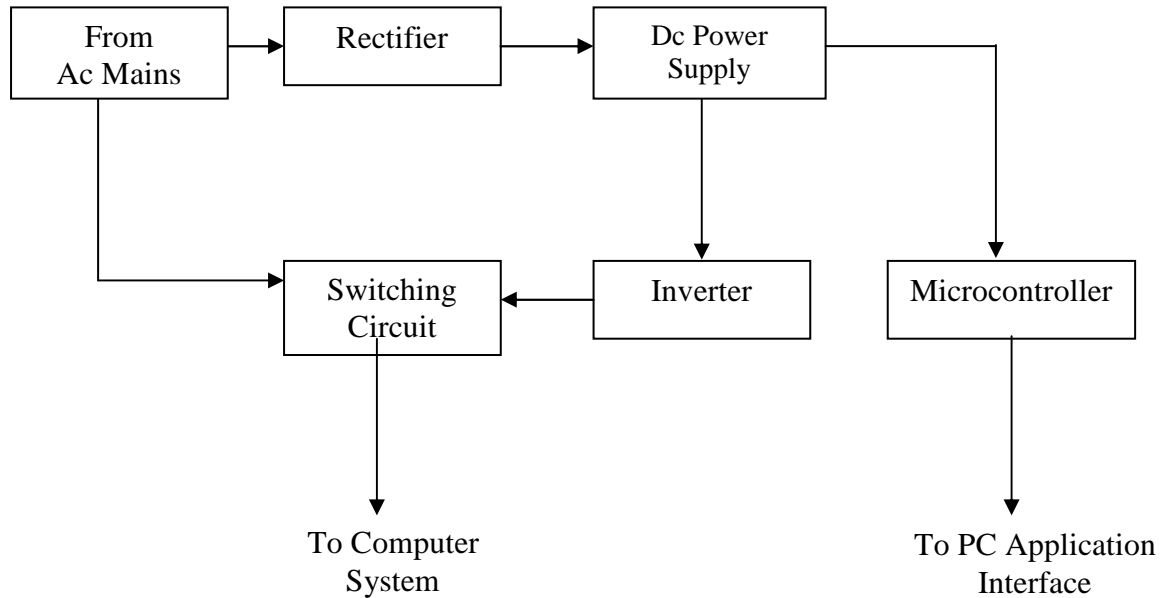 From
Ac Mains
Rectifier
Dc Power
Supply
Switching
Circuit
Inverter
Microcontroller
To Computer
System
To PC Application
Interface